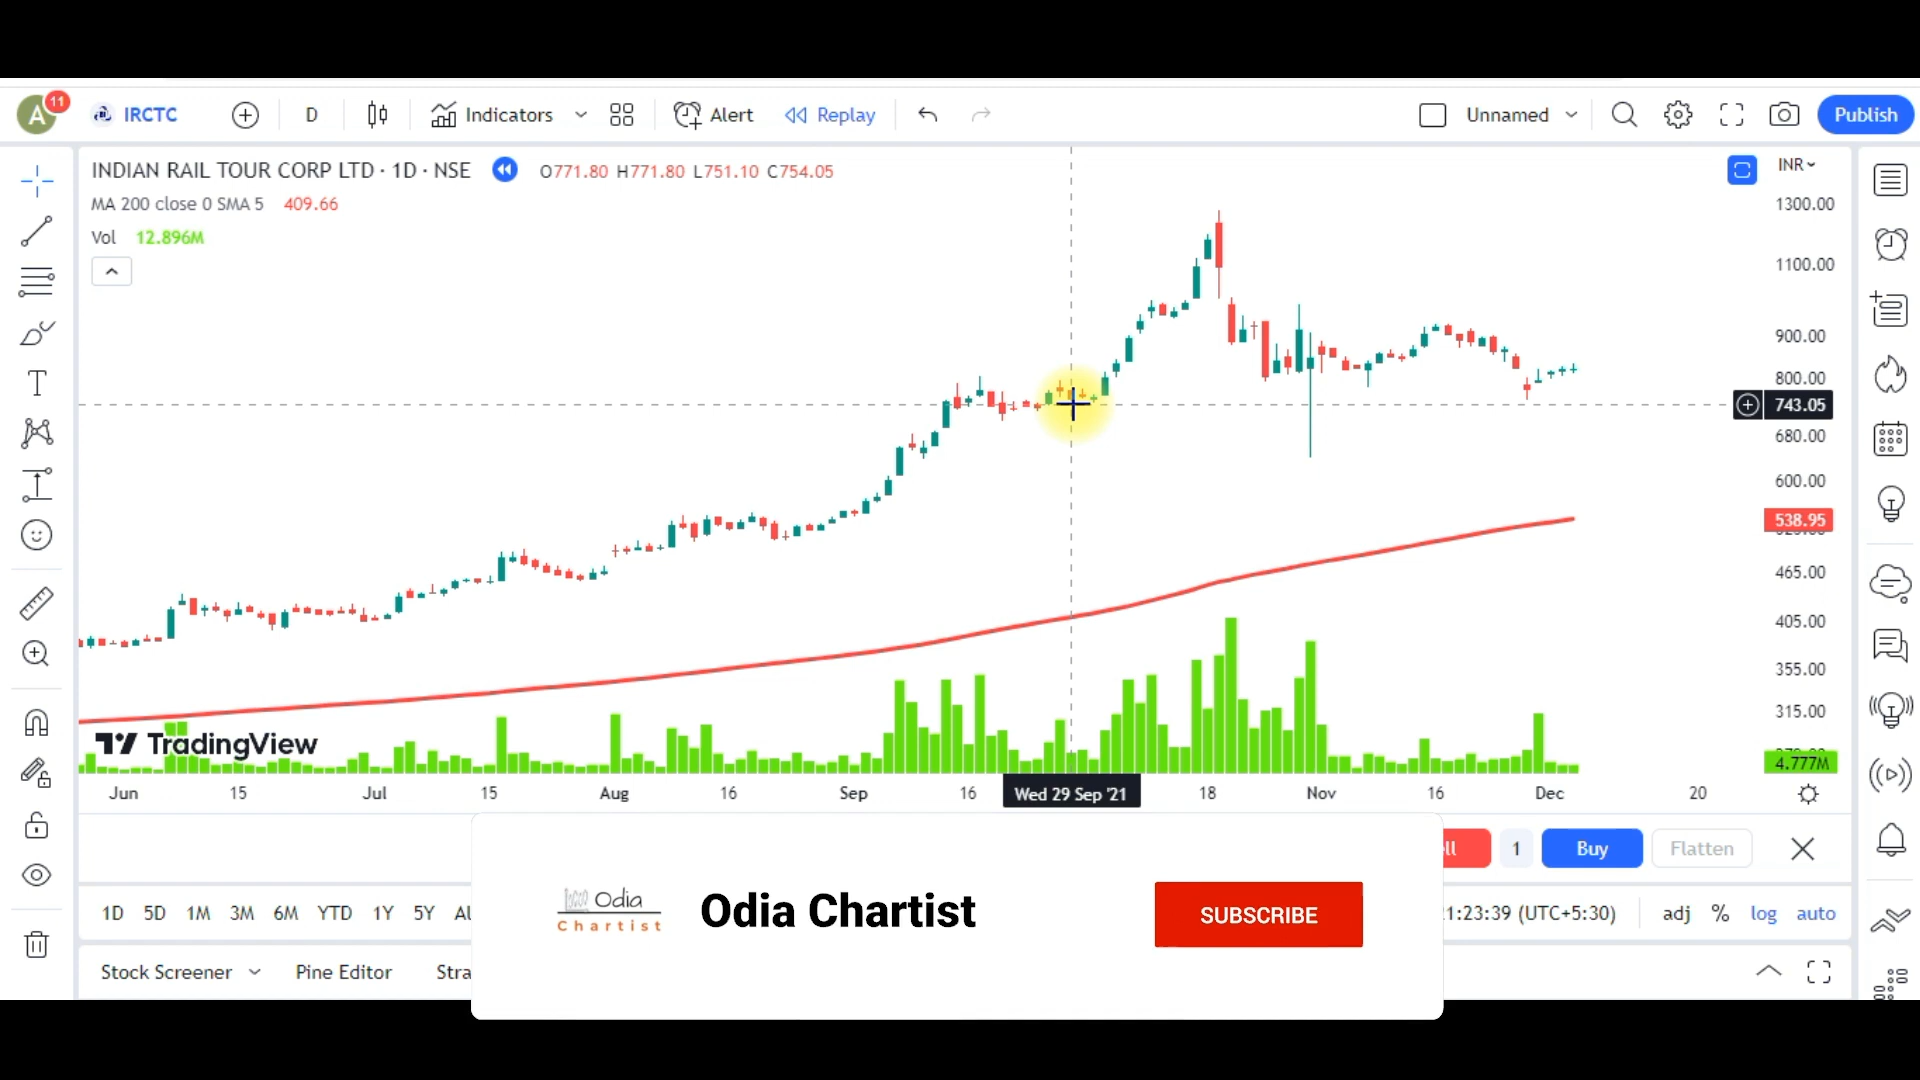 A 11 IRCTC D Indicators Alert Replay Unnamed Publish
INDIAN RAIL TOUR CORP LTD · 1D · NSE O771.80 H771.80 L751.10 C754.05 INR
MA 200 close 0 SMA 5 409.66
Vol 12.896M
1300.00
1100.00
900.00
800.00
743.05
680.00
600.00
538.95
465.00
405.00
355.00
315.00
TradingView
4.777M
Jun 15 Jul 15 Aug 16 Sep 16 Wed 29 Sep '21 18 Nov 16 Dec 20
ll 1 Buy Flatten
Odia Chartist
Odia Chartist
SUBSCRIBE
1D 5D 1M 3M 6M YTD 1Y 5Y Al 1:23:39 (UTC+5:30) adj % log auto
Stock Screener Pine Editor Stra